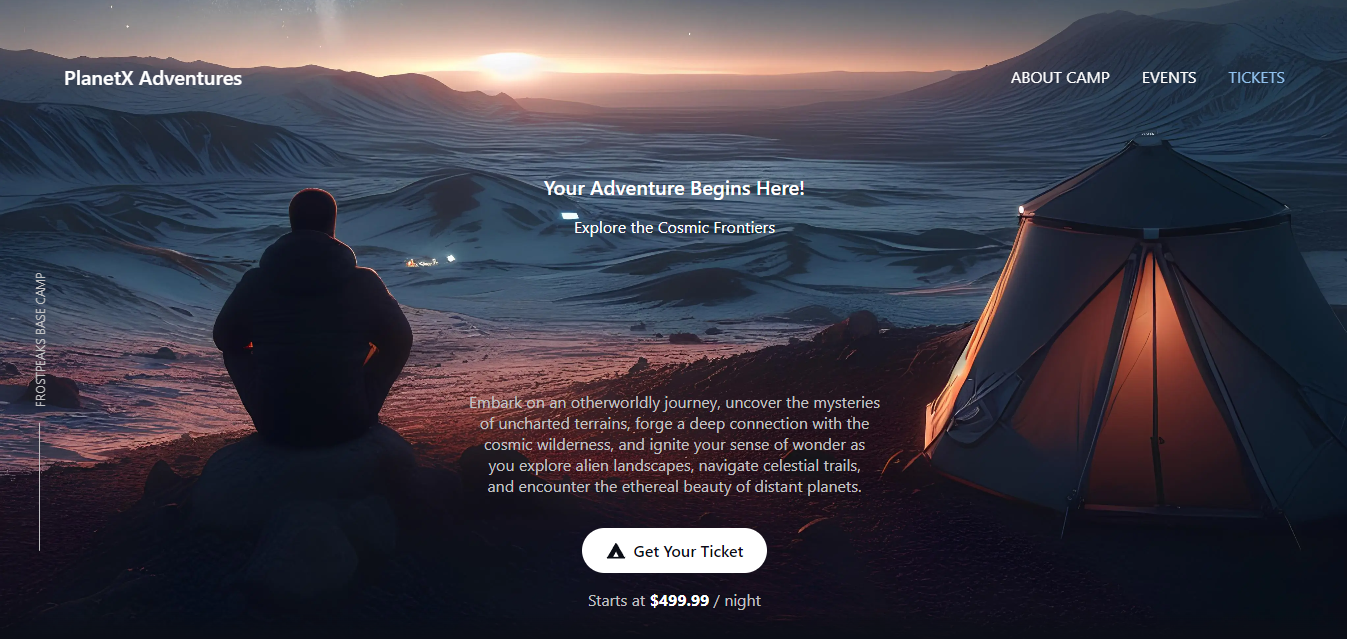 PlanetX Adventures
ABOUT CAMP
EVENTS
TICKETS
Your Adventure Begins Here!
Explore the Cosmic Frontiers
FROSTPEAKS BASE CAMP
Embark on an otherworldly journey, uncover the mysteries
of uncharted terrains, forge a deep connection with the
cosmic wilderness, and ignite your sense of wonder as
you explore alien landscapes, navigate celestial trails,
and encounter the ethereal beauty of distant planets.
Get Your Ticket
Starts at $499.99 / night